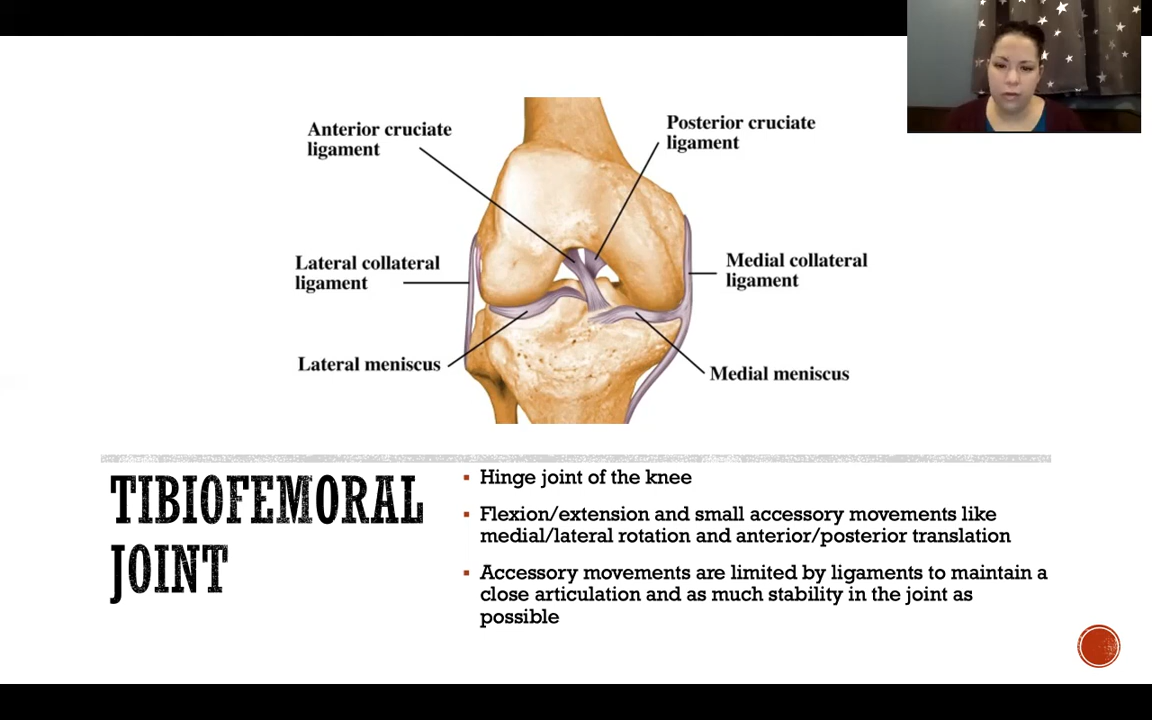 Anterior cruciate
ligament
Posterior cruciate
ligament
Lateral collateral
ligament
Medial collateral
ligament
Lateral meniscus
Medial meniscus
TIBIOFEMORAL
JOINT
▪ Hinge joint of the knee
▪ Flexion/extension and small accessory movements like
medial/lateral rotation and anterior/posterior translation
▪ Accessory movements are limited by ligaments to maintain a
close articulation and as much stability in the joint as
possible